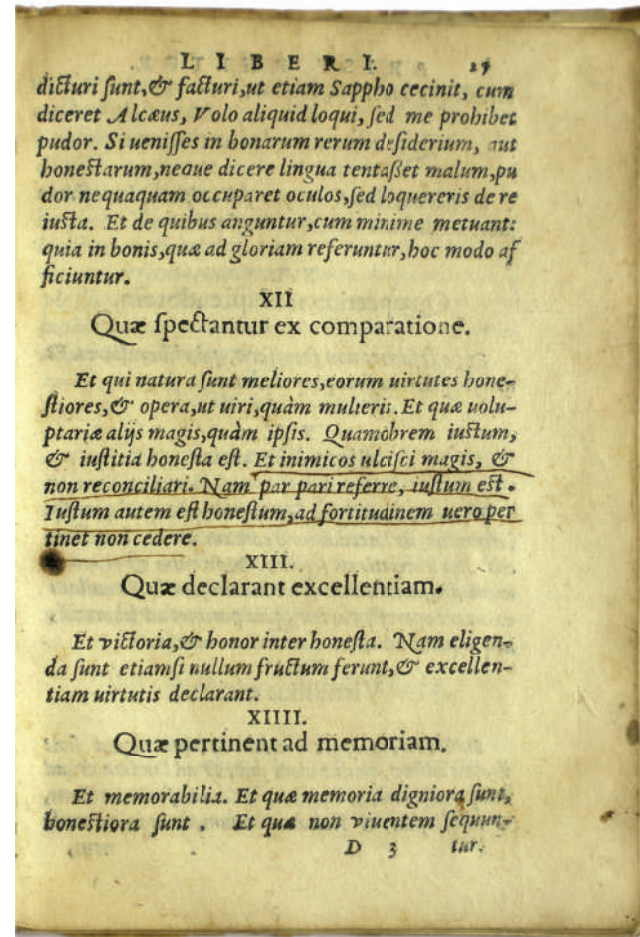 LIBER I. 27
dicturi sunt, & facturi, ut etiam Sappho cecinit, cum
diceret Alcæus, Volo aliquid loqui, sed me prohibet
pudor. Si uenisses in bonarum rerum desiderium, aut
honestarum, neque dicere lingua tentasset malum, pu
dor nequaquam occuparet oculos, sed loquereris de re
iusta. Et de quibus anguntur, cum minime metuant:
quia in bonis, quæ ad gloriam referuntur, hoc modo af
ficiuntur.
XII
Quæ spectantur ex comparatione.
Et qui natura sunt meliores, eorum uirtutes hone-
stiores, & opera, ut uiri, quàm mulieris. Et quæ uolu-
ptariæ alijs magis, quàm ipsis. Quamobrem iustum,
& iustitia honesta est. Et inimicos ulcisci magis, &
non reconciliari. Nam par pari referre, iustum est.
Iustum autem est honestum, ad fortitudinem uero per
tinet non cedere.
XIII.
Quæ declarant excellentiam.
Et victoria, & honor inter honesta. Nam eligen-
da sunt etiamsi nullum fructum ferunt, & excellen-
tiam uirtutis declarant.
XIIII.
Quæ pertinent ad memoriam.
Et memorabilia. Et quæ memoria digniora sunt,
honestiora sunt. Et quæ non viuentem sequun-
D 3 tur.